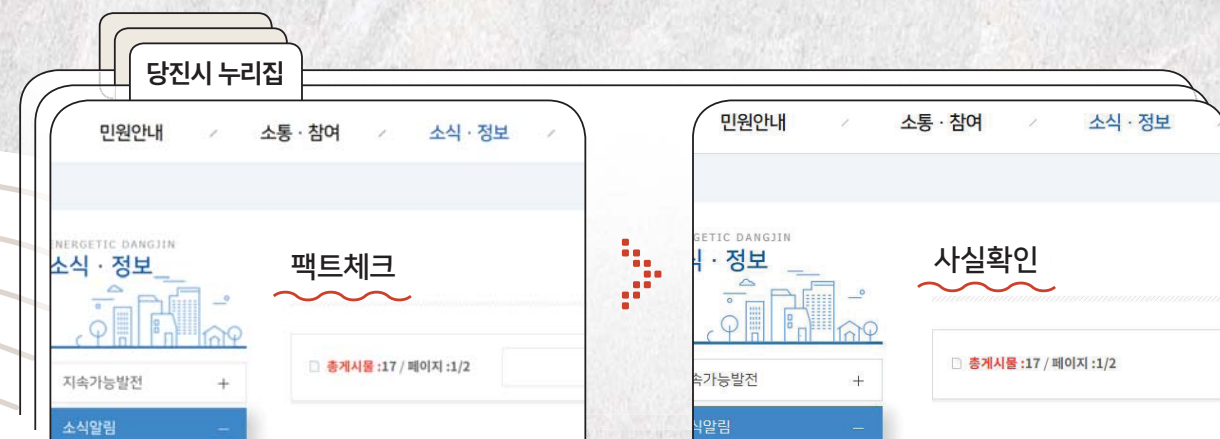 당진시 누리집
민원안내 / 소통 · 참여 / 소식 · 정보 /
ENERGETIC DANGJIN
소식 · 정보
팩트체크
총게시물 :17 / 페이지 :1/2
지속가능발전 +
소식알림 –
민원안내 / 소통 · 참여 / 소식 · 정보
GETIC DANGJIN
· 정보
사실확인
총게시물 :17 / 페이지 :1/2
속가능발전 +
식알림 –